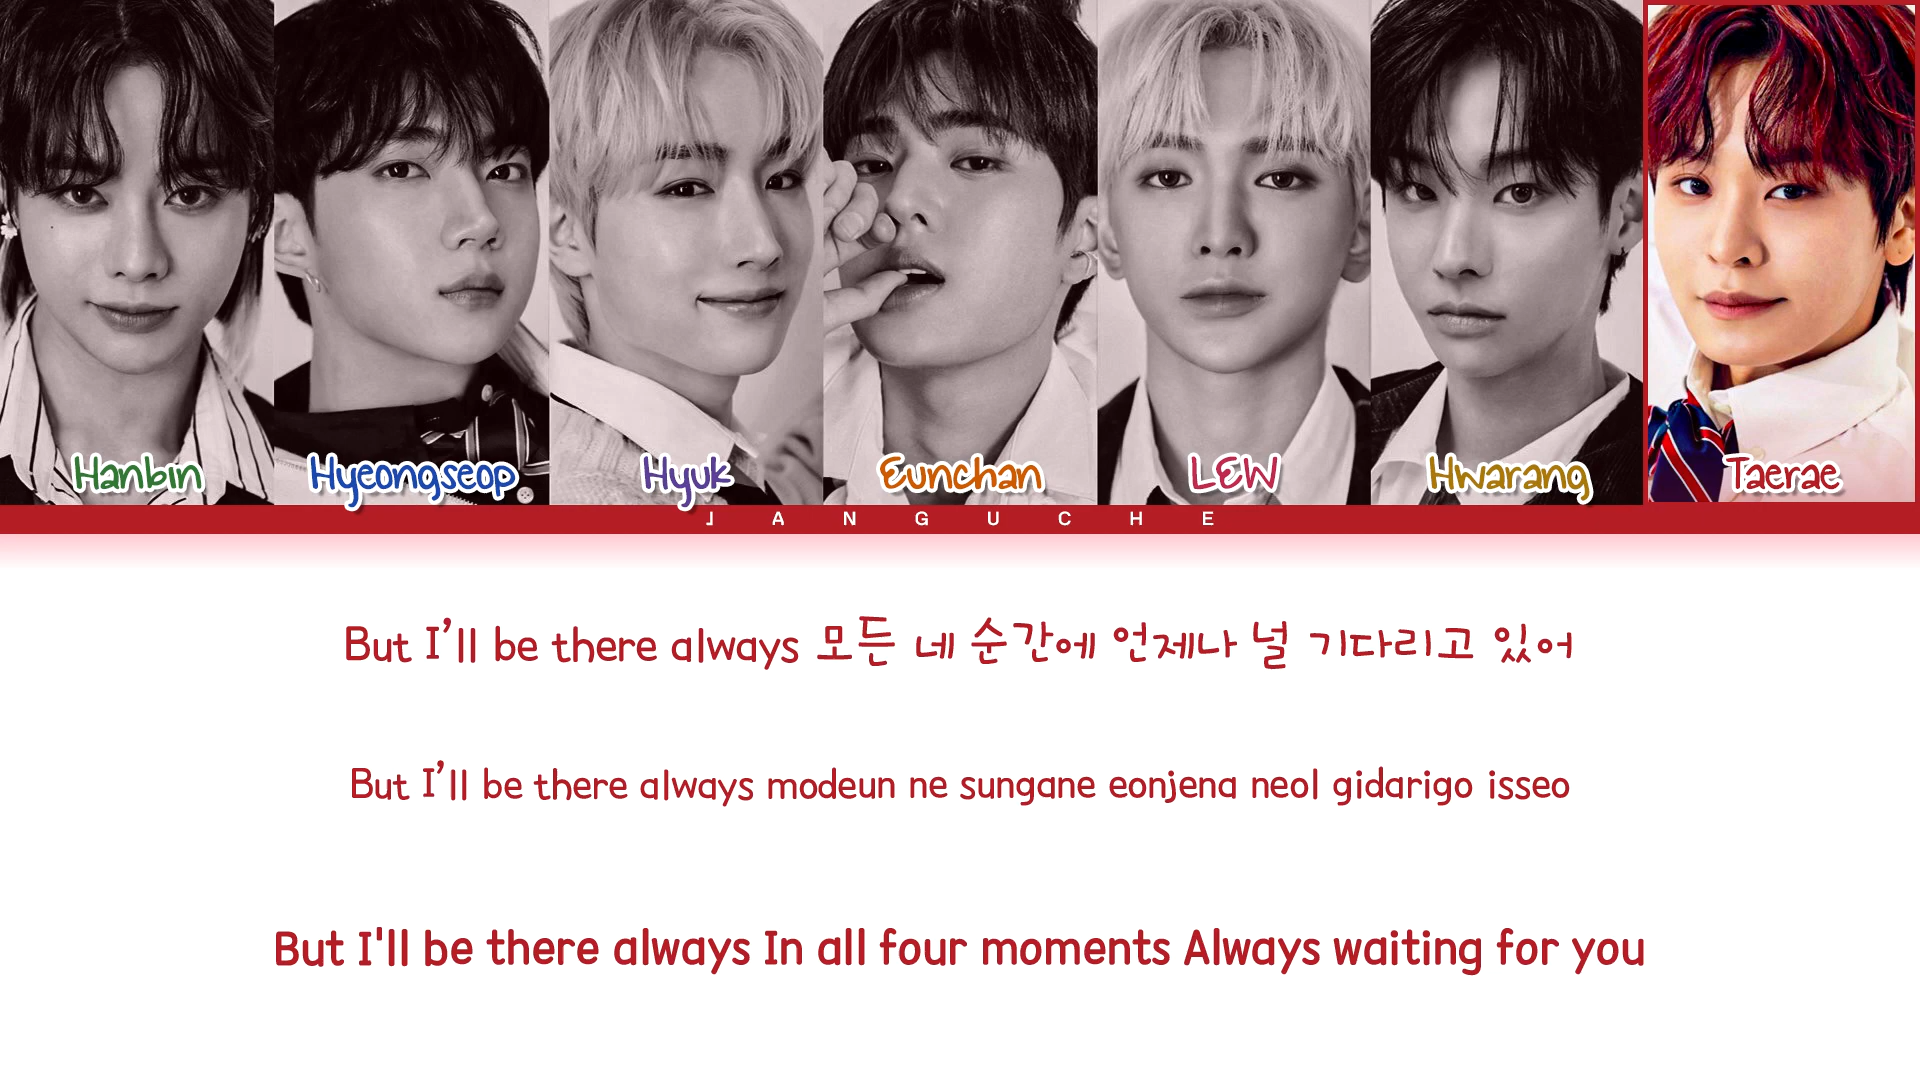 Hanbin Hyeongseop Hyuk Eunchan LEW Hwarang Taerae
JANGUCHE
But I’ll be there always 모든 네 순간에 언제나 널 기다리고 있어
But I’ll be there always modeun ne sungane eonjena neol gidarigo isseo
But I'll be there always In all four moments Always waiting for you